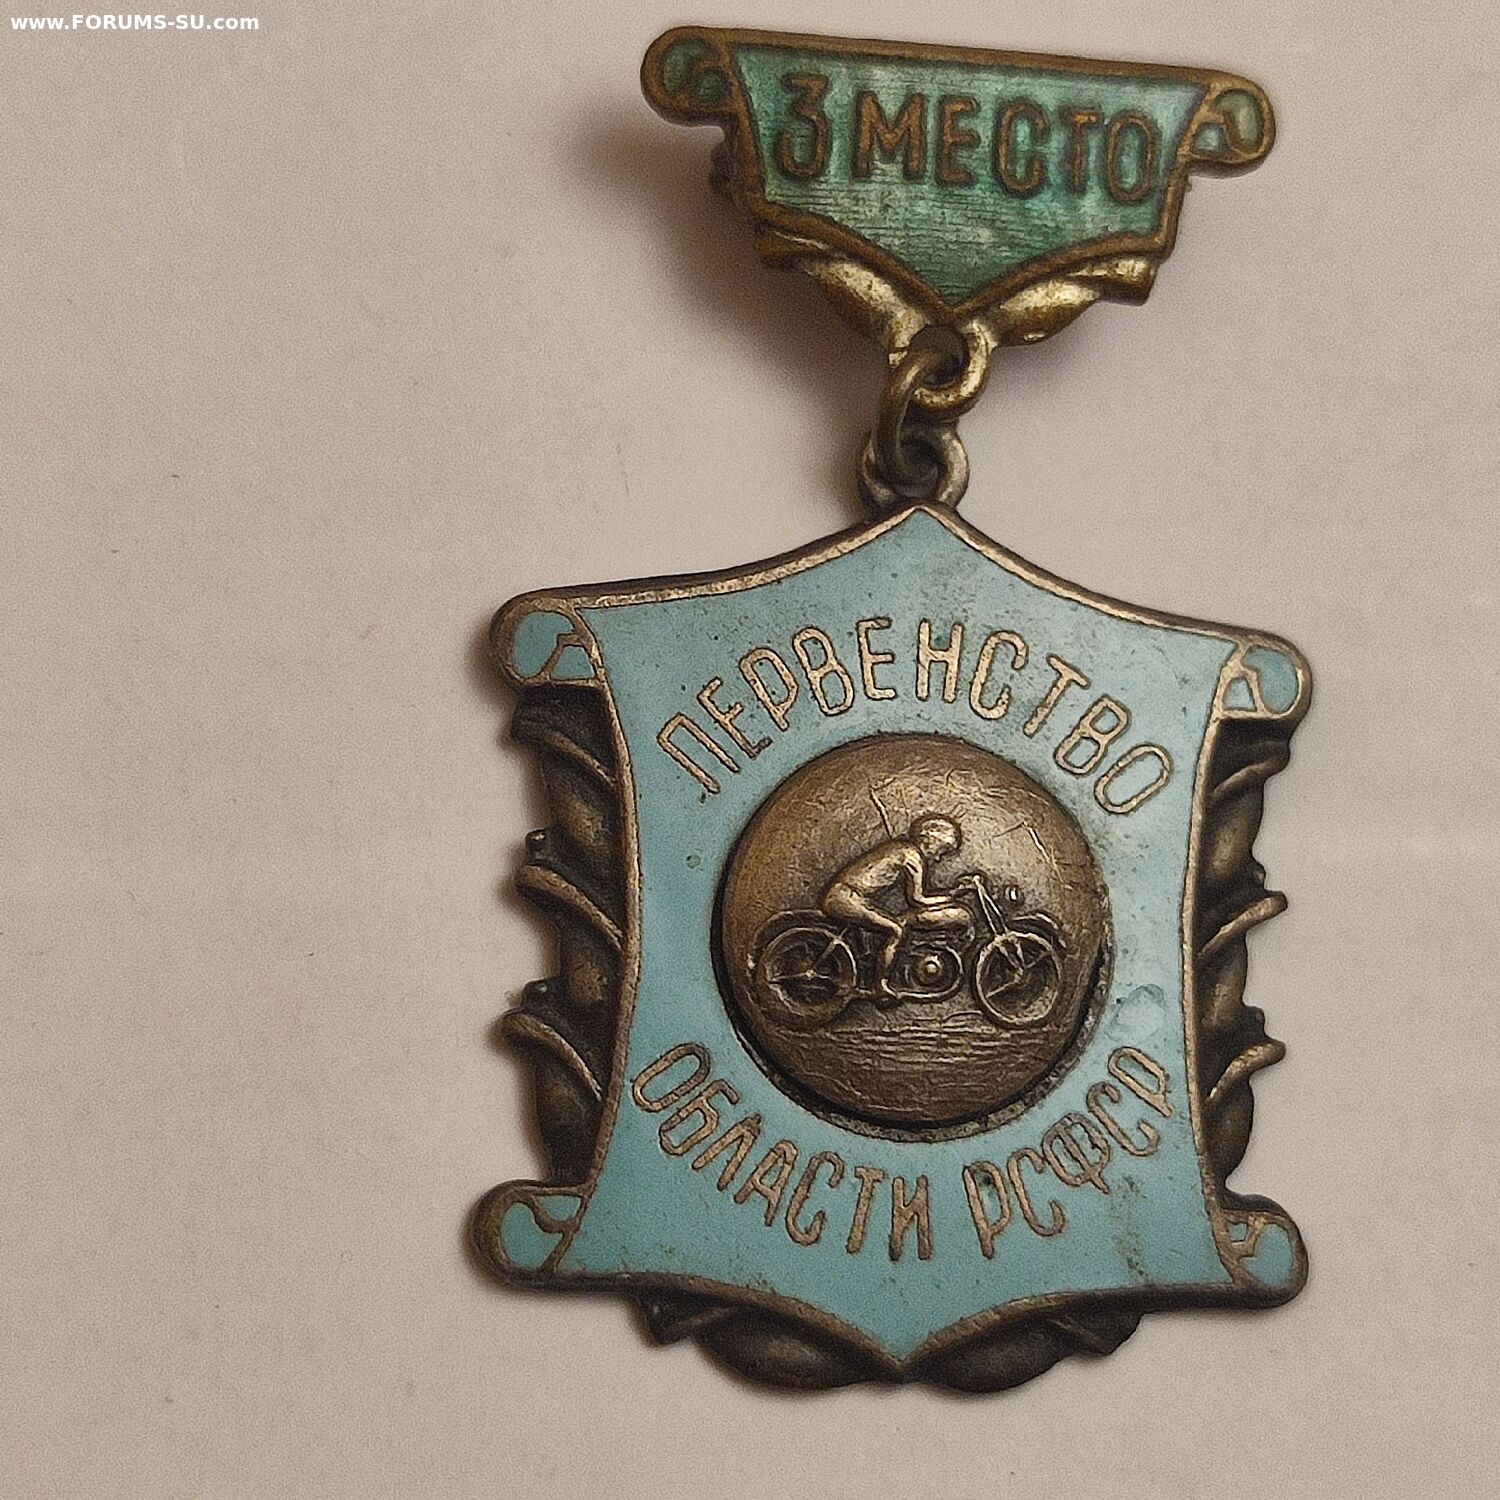 www.FORUMS-SU.com
3 МЕСТО
ПЕРВЕНСТВО
ОБЛАСТИ РСФСР